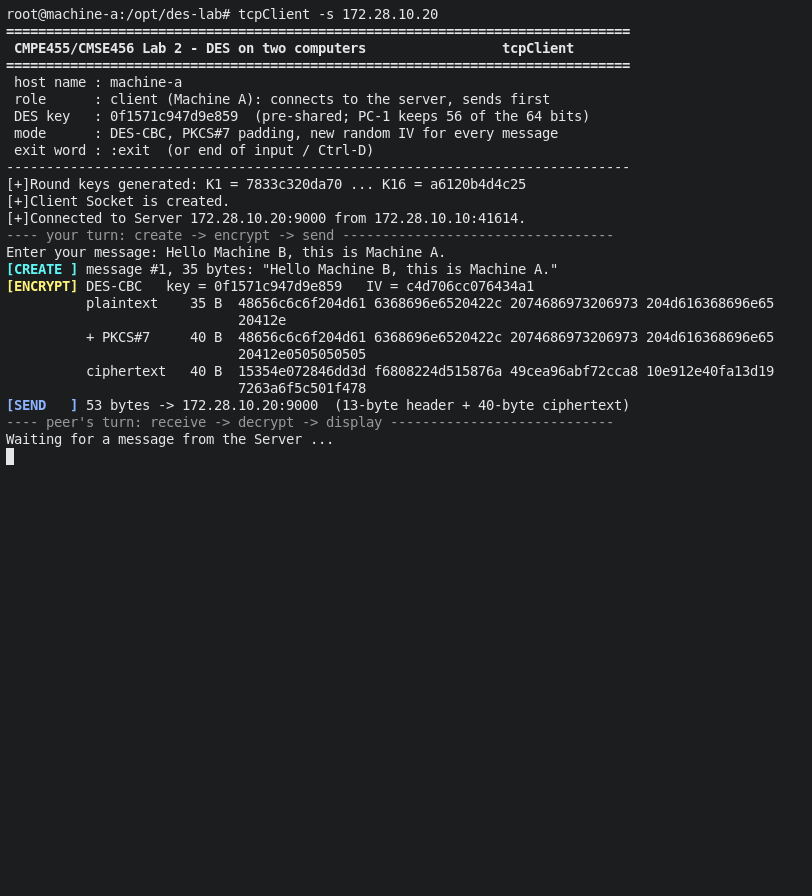 root@machine-a:/opt/des-lab# tcpClient -s 172.28.10.20
==============================================================================
 CMPE455/CMSE456 Lab 2 - DES on two computers                 tcpClient
==============================================================================
 host name : machine-a
 role      : client (Machine A): connects to the server, sends first
 DES key   : 0f1571c947d9e859  (pre-shared; PC-1 keeps 56 of the 64 bits)
 mode      : DES-CBC, PKCS#7 padding, new random IV for every message
 exit word : :exit  (or end of input / Ctrl-D)
------------------------------------------------------------------------------
[+]Round keys generated: K1 = 7833c320da70 ... K16 = a6120b4d4c25
[+]Client Socket is created.
[+]Connected to Server 172.28.10.20:9000 from 172.28.10.10:41614.
---- your turn: create -> encrypt -> send ----------------------------------
Enter your message: Hello Machine B, this is Machine A.
[CREATE ] message #1, 35 bytes: "Hello Machine B, this is Machine A."
[ENCRYPT] DES-CBC   key = 0f1571c947d9e859   IV = c4d706cc076434a1
          plaintext    35 B  48656c6c6f204d61 6368696e6520422c 2074686973206973 204d616368696e65
                             20412e
          + PKCS#7     40 B  48656c6c6f204d61 6368696e6520422c 2074686973206973 204d616368696e65
                             20412e0505050505
          ciphertext   40 B  15354e072846dd3d f6808224d515876a 49cea96abf72cca8 10e912e40fa13d19
                             7263a6f5c501f478
[SEND   ] 53 bytes -> 172.28.10.20:9000  (13-byte header + 40-byte ciphertext)
---- peer's turn: receive -> decrypt -> display ----------------------------
Waiting for a message from the Server ...